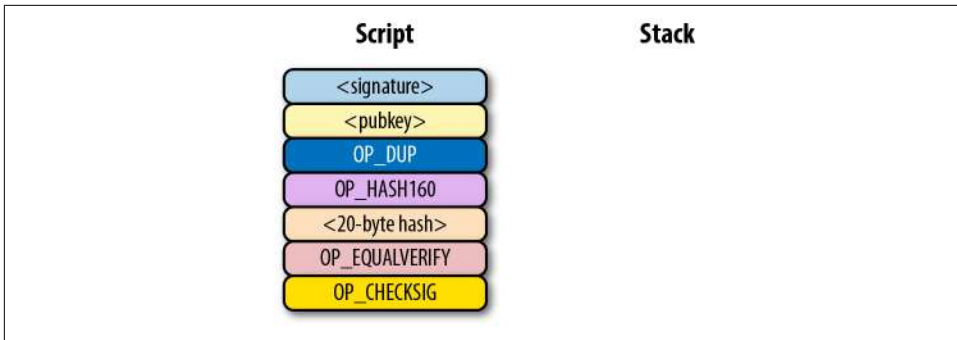 Script Stack
<signature>
<pubkey>
OP_DUP
OP_HASH160
<20-byte hash>
OP_EQUALVERIFY
OP_CHECKSIG